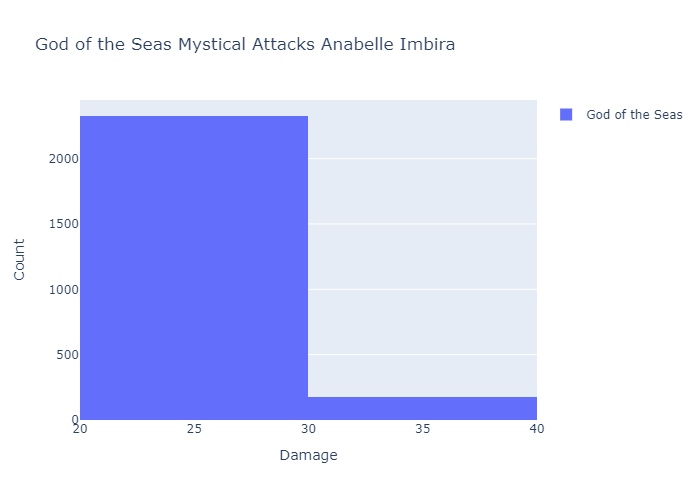 God of the Seas Mystical Attacks Anabelle Imbira
God of the Seas
2000
1500
1000
500
0
Count
20 25 30 35 40
Damage